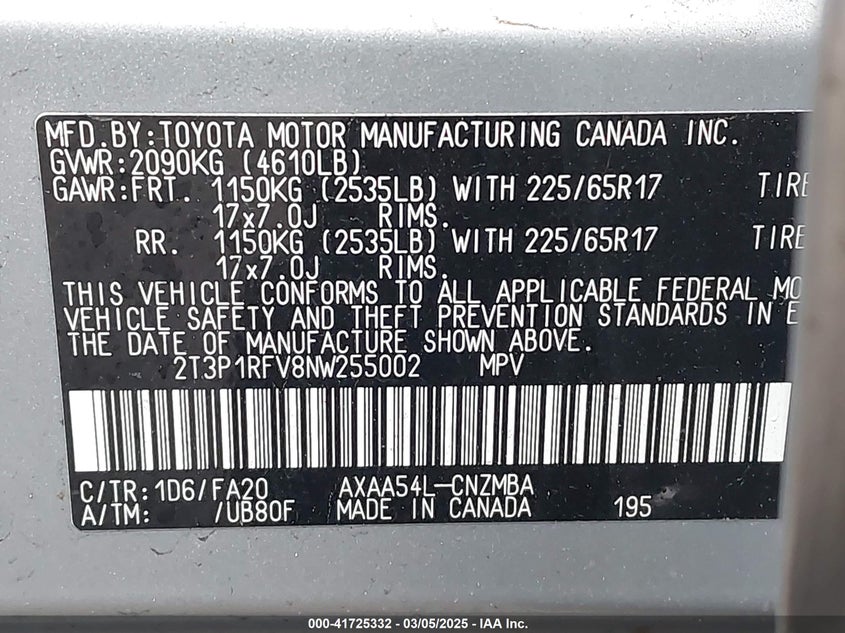 MFD.BY:TOYOTA MOTOR MANUFACTURING CANADA INC.
GVWR:2090KG (4610LB)
GAWR:FRT. 1150KG (2535LB) WITH 225/65R17 TIRE
17x7.0J RIMS.
RR. 1150KG (2535LB) WITH 225/65R17 TIRE
17x7.0J RIMS.
THIS VEHICLE CONFORMS TO ALL APPLICABLE FEDERAL MO
VEHICLE SAFETY AND THEFT PREVENTION STANDARDS IN E
THE DATE OF MANUFACTURE SHOWN ABOVE.
2T3P1RFV8NW255002 MPV
C/TR:1D6/FA20 AXAA54L-CNZMBA
A/TM: /UB80F MADE IN CANADA 195
000-41725332 - 03/05/2025 - IAA Inc.